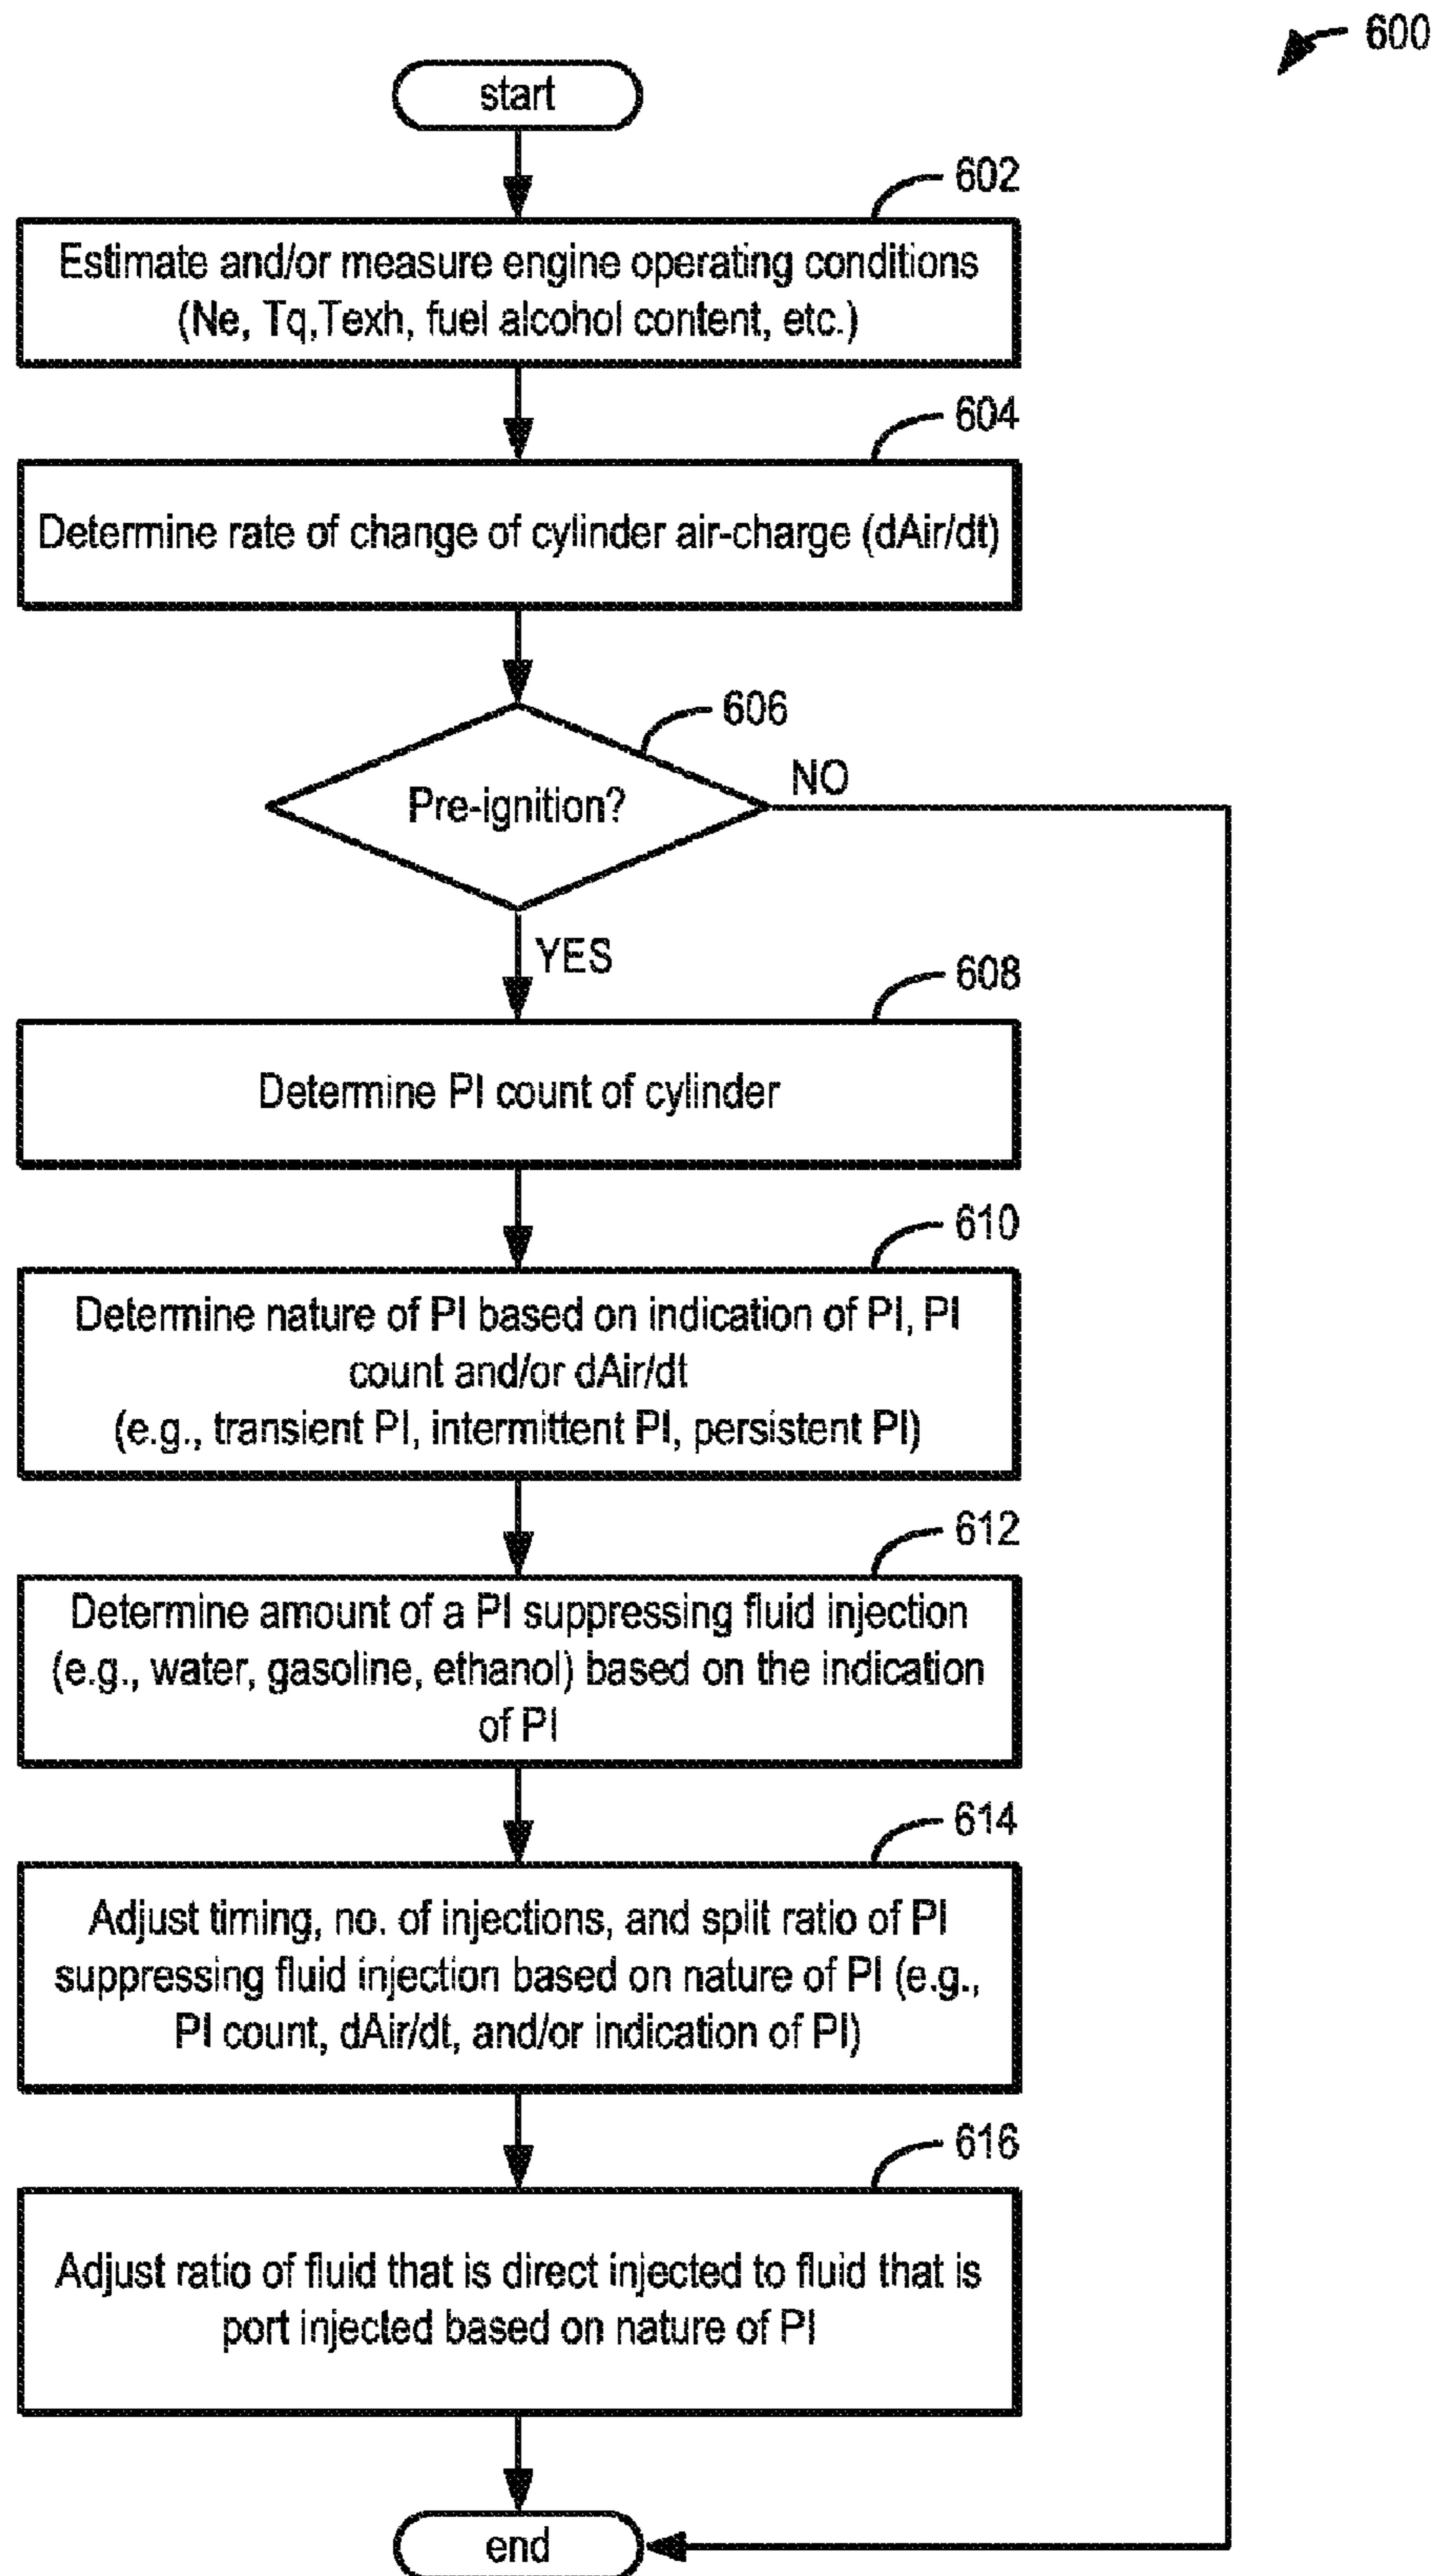 600
start
602
Estimate and/or measure engine operating conditions
(Ne, Tq,Texh, fuel alcohol content, etc.)
604
Determine rate of change of cylinder air-charge (dAir/dt)
606
Pre-ignition?
NO
YES
608
Determine PI count of cylinder
610
Determine nature of PI based on indication of PI, PI
count and/or dAir/dt
(e.g., transient PI, intermittent PI, persistent PI)
612
Determine amount of a PI suppressing fluid injection
(e.g., water, gasoline, ethanol) based on the indication
of PI
614
Adjust timing, no. of injections, and split ratio of PI
suppressing fluid injection based on nature of PI (e.g.,
PI count, dAir/dt, and/or indication of PI)
616
Adjust ratio of fluid that is direct injected to fluid that is
port injected based on nature of PI
end